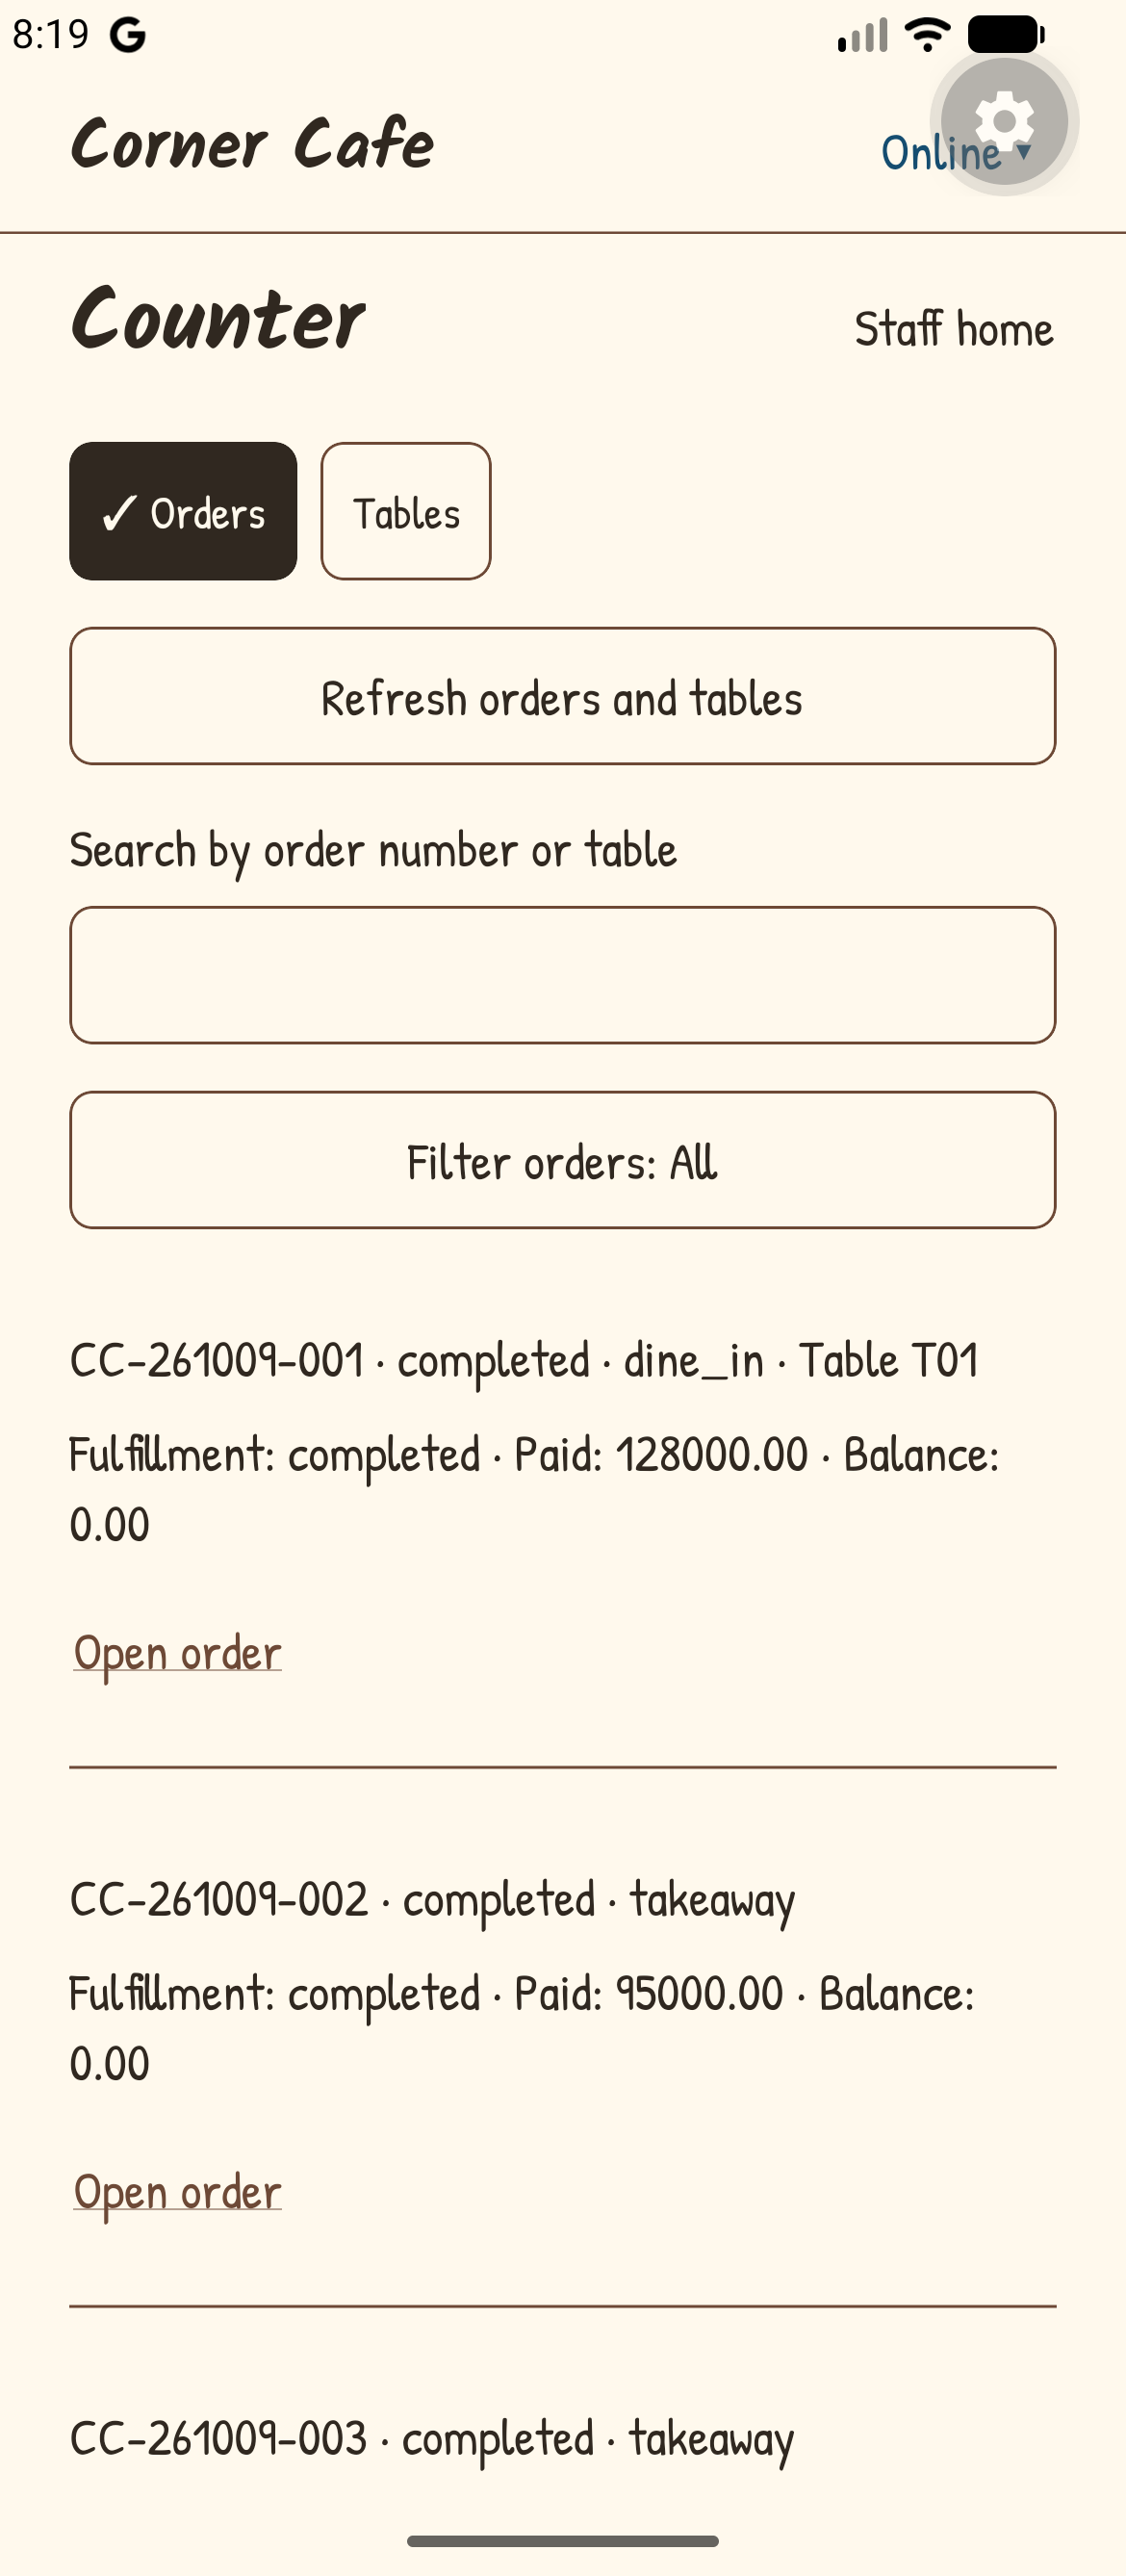 8:19
Corner Cafe
Online ▾
Counter
Staff home
✓ Orders
Tables
Refresh orders and tables
Search by order number or table
Filter orders: All
CC-261009-001 · completed · dine_in · Table T01
Fulfillment: completed · Paid: 128000.00 · Balance:
0.00
Open order
CC-261009-002 · completed · takeaway
Fulfillment: completed · Paid: 95000.00 · Balance:
0.00
Open order
CC-261009-003 · completed · takeaway